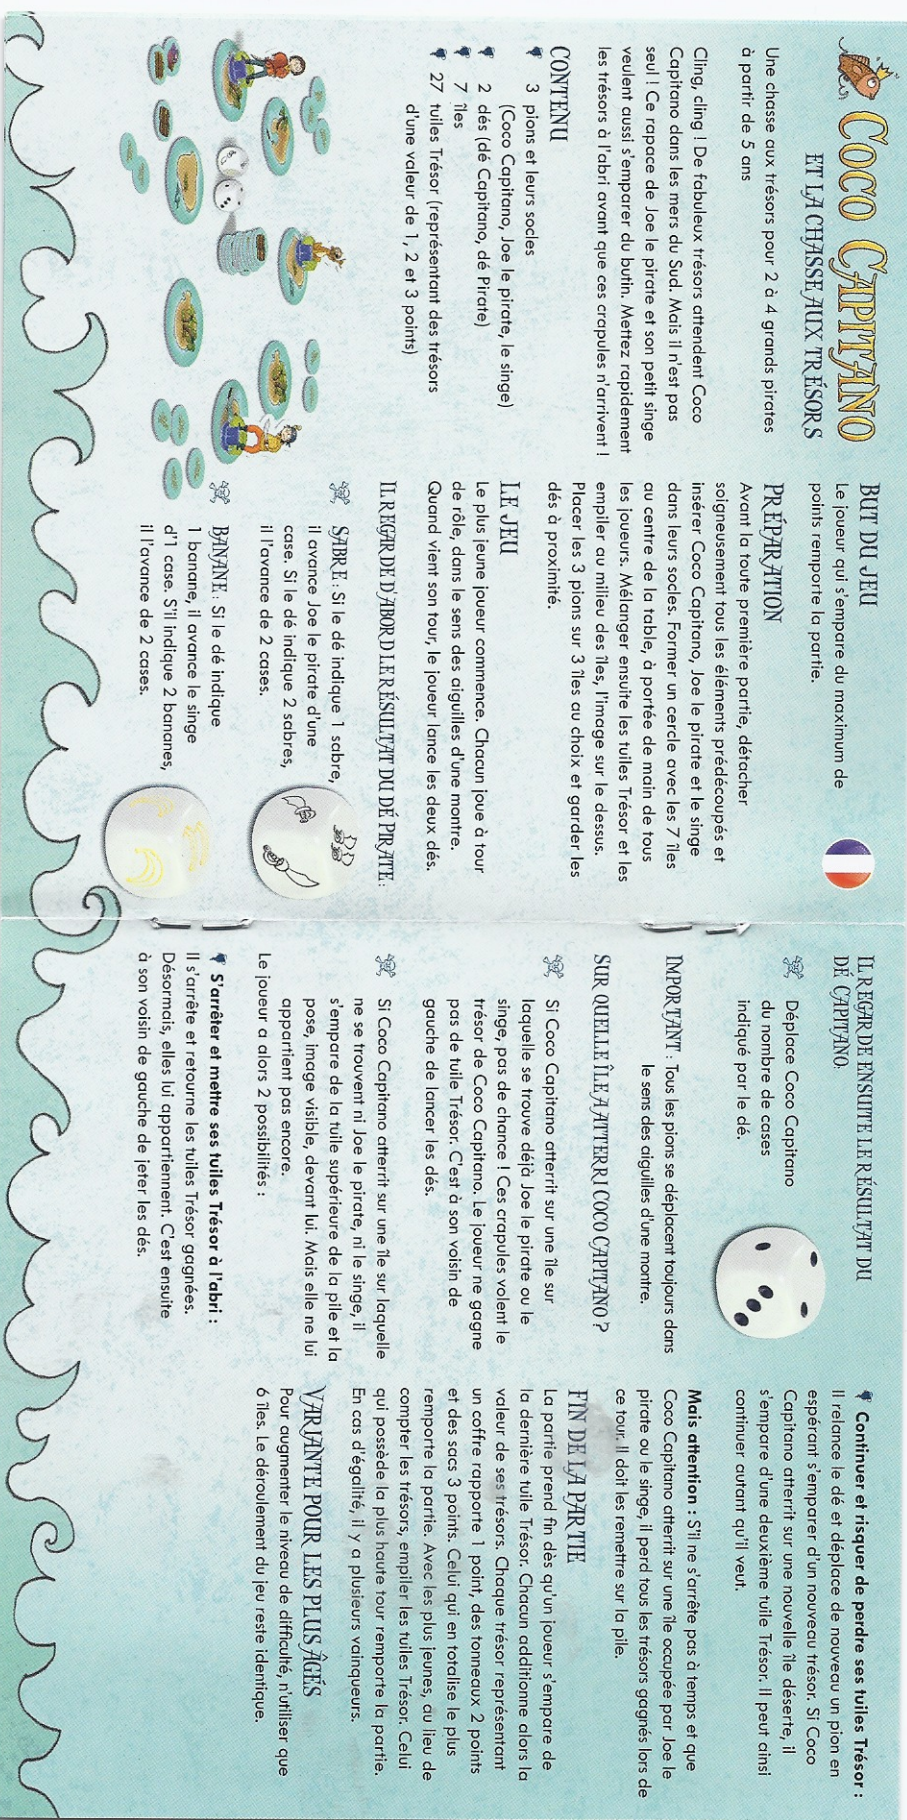 COCO CAPITANO
ET LA CHASSE AUX TRÉSORS
Une chasse aux trésors pour 2 à 4 grands pirates
à partir de 5 ans
Cling, cling ! De fabuleux trésors attendent Coco
Capitano dans les mers du Sud. Mais il n'est pas
seul ! Ce rapace de Joe le pirate et son petit singe
veulent aussi s'emparer du butin. Mettez rapidement
les trésors à l'abri avant que ces crapules n'arrivent !
CONTENU
3 pions et leurs socles
(Coco Capitano, Joe le pirate, le singe)
2 dés (dé Capitano, dé Pirate)
7 îles
27 tuiles Trésor (représentant des trésors
d'une valeur de 1, 2 et 3 points)
BUT DU JEU
Le joueur qui s'empare du maximum de
points remporte la partie.
PRÉPARATION
Avant la toute première partie, détacher
soigneusement tous les éléments prédécoupés et
insérer Coco Capitano, Joe le pirate et le singe
dans leurs socles. Former un cercle avec les 7 îles
au centre de la table, à portée de main de tous
les joueurs. Mélanger ensuite les tuiles Trésor et les
empiler au milieu des îles, l'image sur le dessus.
Placer les 3 pions sur 3 îles au choix et garder les
dés à proximité.
LE JEU
Le plus jeune joueur commence. Chacun joue à tour
de rôle, dans le sens des aiguilles d'une montre.
Quand vient son tour, le joueur lance les deux dés.
IL REGARDE D'ABORD LE RÉSULTAT DU DÉ PIRATE :
SABRE : Si le dé indique 1 sabre,
il avance Joe le pirate d'une
case. Si le dé indique 2 sabres,
il l'avance de 2 cases.
BANANE : Si le dé indique
1 banane, il avance le singe
d'1 case. S'il indique 2 bananes,
il l'avance de 2 cases.
IL REGARDE ENSUITE LE RÉSULTAT DU
DÉ CAPITANO.
Déplace Coco Capitano
du nombre de cases
indiqué par le dé.
IMPORTANT : Tous les pions se déplacent toujours dans
le sens des aiguilles d'une montre.
SUR QUELLE ÎLE A ATTERRI COCO CAPITANO ?
Si Coco Capitano atterrit sur une île sur
laquelle se trouve déjà Joe le pirate ou le
singe, pas de chance ! Ces crapules volent le
trésor de Coco Capitano. Le joueur ne gagne
pas de tuile Trésor. C'est à son voisin de
gauche de lancer les dés.
Si Coco Capitano atterrit sur une île sur laquelle
ne se trouvent ni Joe le pirate, ni le singe, il
s'empare de la tuile supérieure de la pile et la
pose, image visible, devant lui. Mais elle ne lui
appartient pas encore.
Le joueur a alors 2 possibilités :
S'arrêter et mettre ses tuiles Trésor à l'abri :
Il s'arrête et retourne les tuiles Trésor gagnées.
Désormais, elles lui appartiennent. C'est ensuite
à son voisin de gauche de jeter les dés.
Continuer et risquer de perdre ses tuiles Trésor :
Il relance le dé et déplace de nouveau un pion en
espérant s'emparer d'un nouveau trésor. Si Coco
Capitano atterrit sur une nouvelle île déserte, il
s'empare d'une deuxième tuile Trésor. Il peut ainsi
continuer autant qu'il veut.
Mais attention : S'il ne s'arrête pas à temps et que
Coco Capitano atterrit sur une île occupée par Joe le
pirate ou le singe, il perd tous les trésors gagnés lors de
ce tour. Il doit les remettre sur la pile.
FIN DE LA PARTIE
La partie prend fin dès qu'un joueur s'empare de
la dernière tuile Trésor. Chacun additionne alors la
valeur de ses trésors. Chaque trésor représentant
un coffre rapporte 1 point, des tonneaux 2 points
et des sacs 3 points. Celui qui en totalise le plus
remporte la partie. Avec les plus jeunes, au lieu de
compter les trésors, empiler les tuiles Trésor. Celui
qui possède la plus haute tour remporte la partie.
En cas d'égalité, il y a plusieurs vainqueurs.
VARIANTE POUR LES PLUS ÂGÉS
Pour augmenter le niveau de difficulté, n'utiliser que
6 îles. Le déroulement du jeu reste identique.